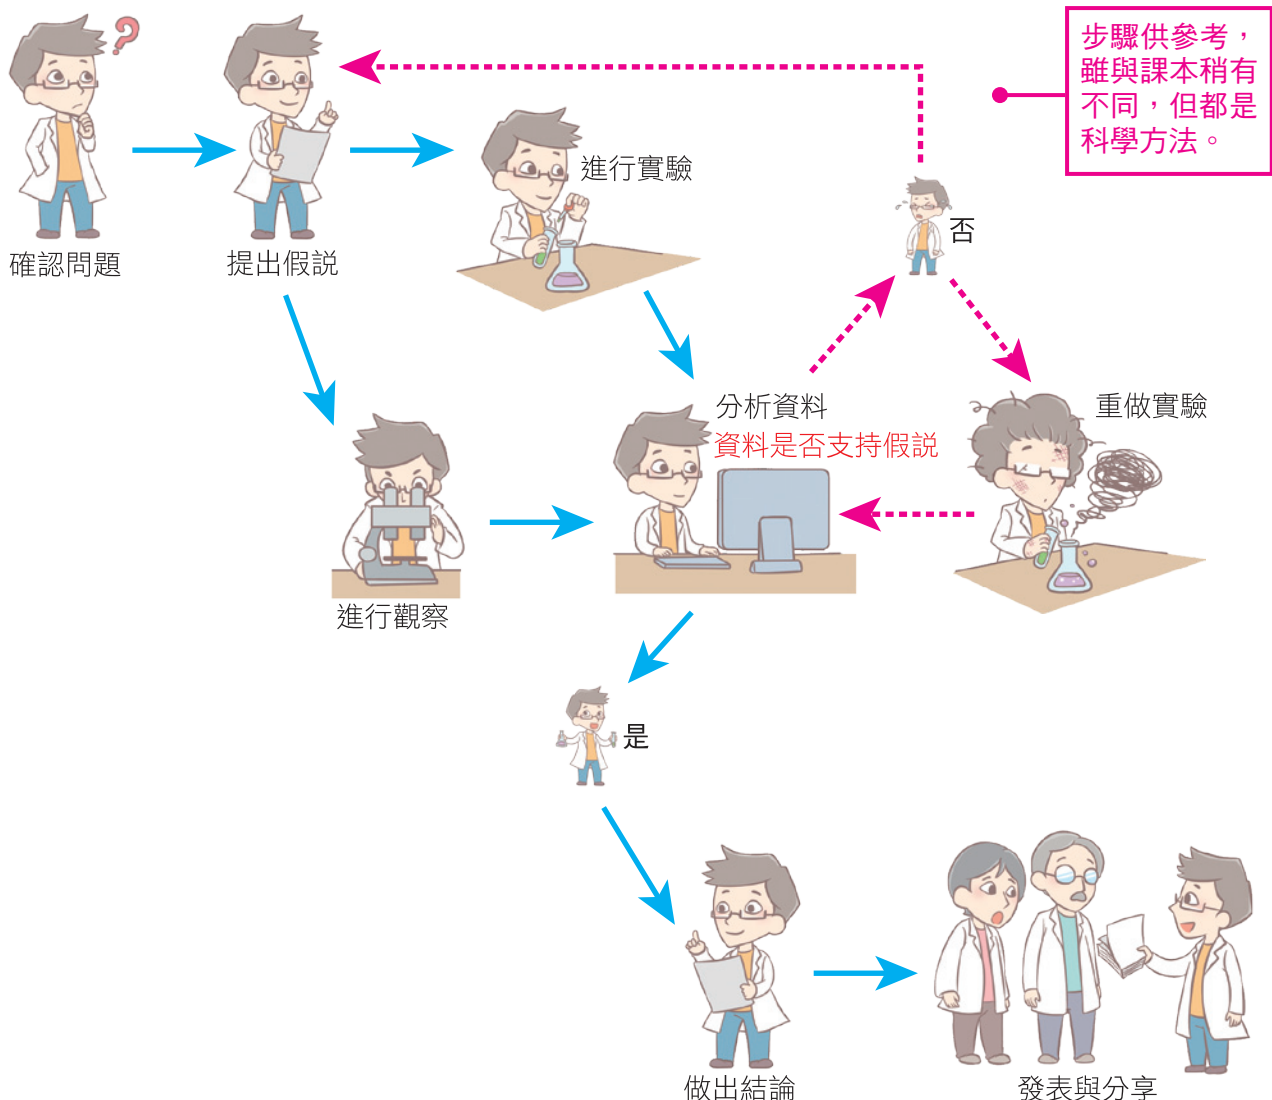 步驟供參考，
雖與課本稍有
不同，但都是
科學方法。
確認問題
提出假説
進行實驗
否
分析資料
資料是否支持假説
重做實驗
進行觀察
是
做出結論
發表與分享